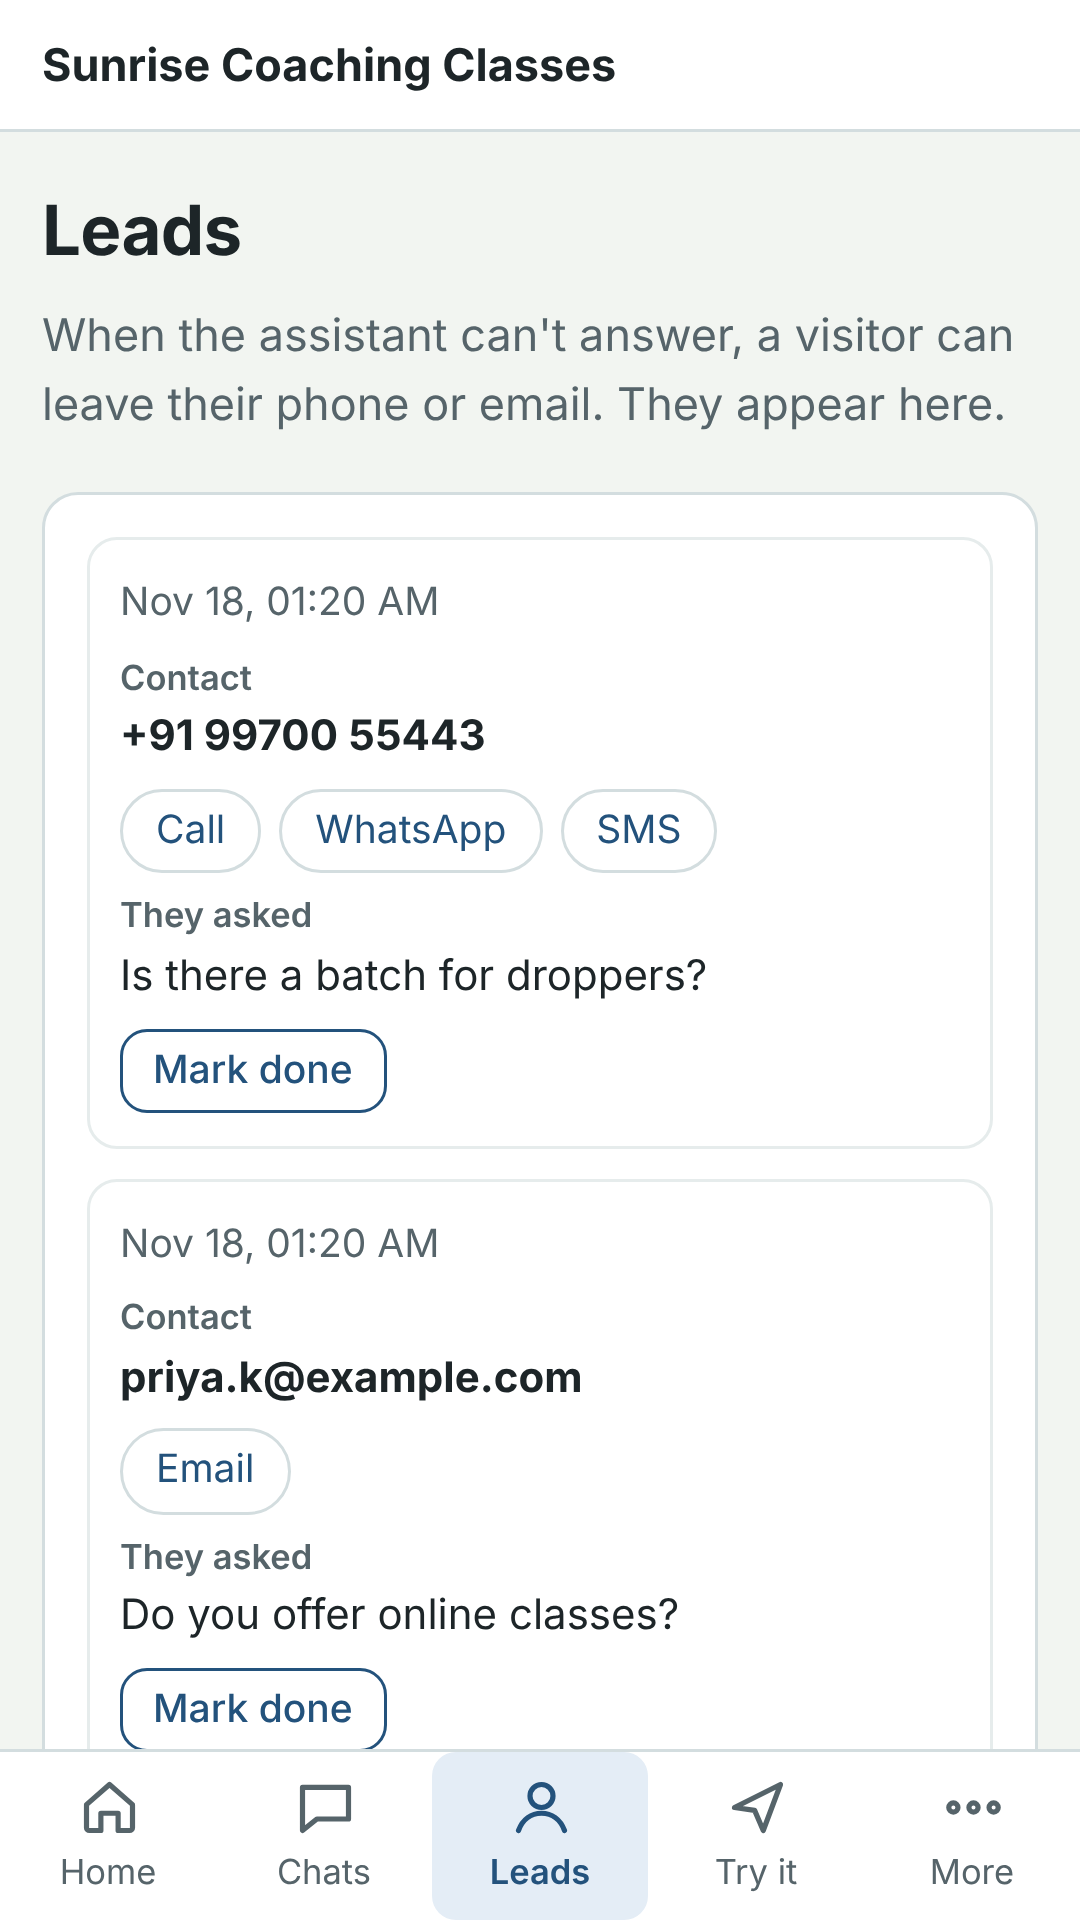 Sunrise Coaching Classes
Leads
When the assistant can't answer, a visitor can
leave their phone or email. They appear here.
Nov 18, 01:20 AM
Contact
+91 99700 55443
Call WhatsApp SMS
They asked
Is there a batch for droppers?
Mark done
Nov 18, 01:20 AM
Contact
priya.k@example.com
Email
They asked
Do you offer online classes?
Mark done
Home Chats Leads Try it More